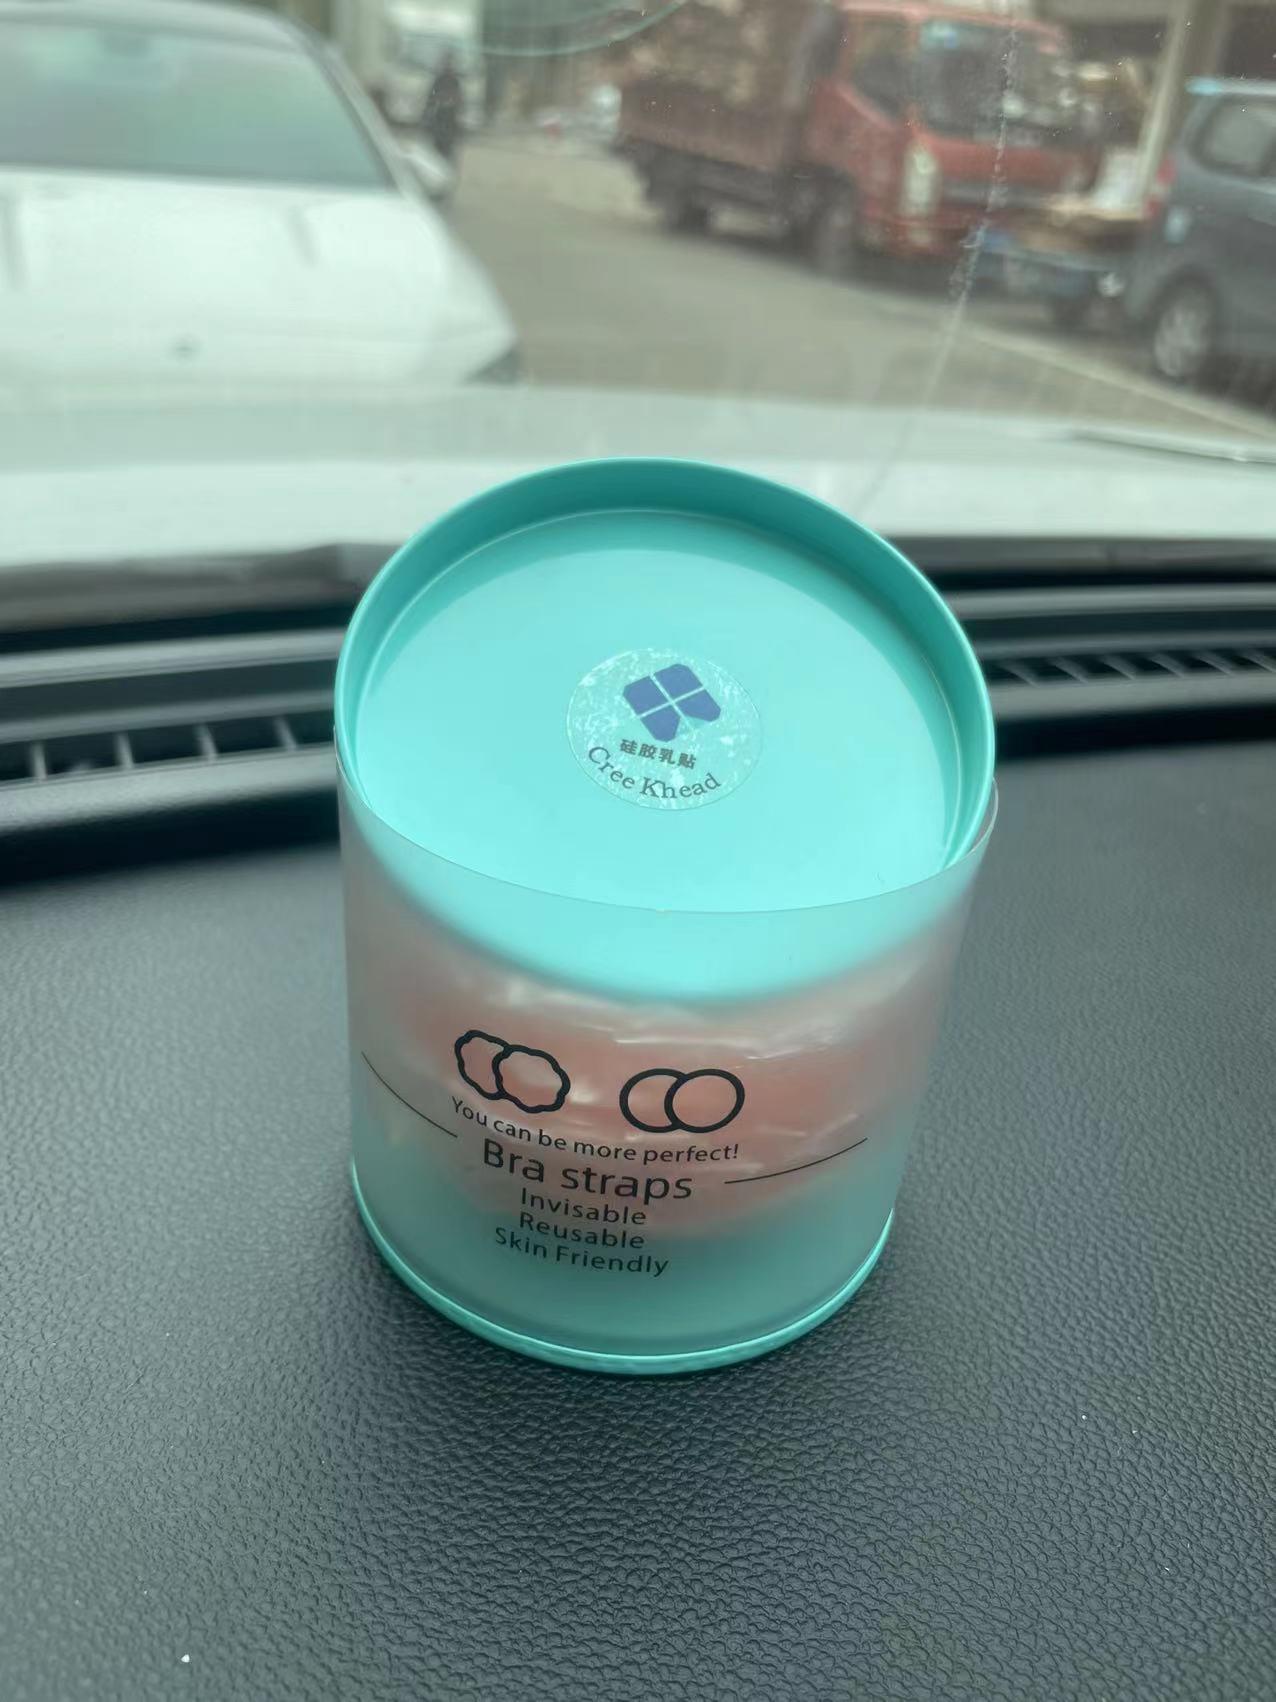 硅胶乳贴
Cree Khead
You can be more perfect!
Bra straps
Invisable
Reusable
Skin Friendly